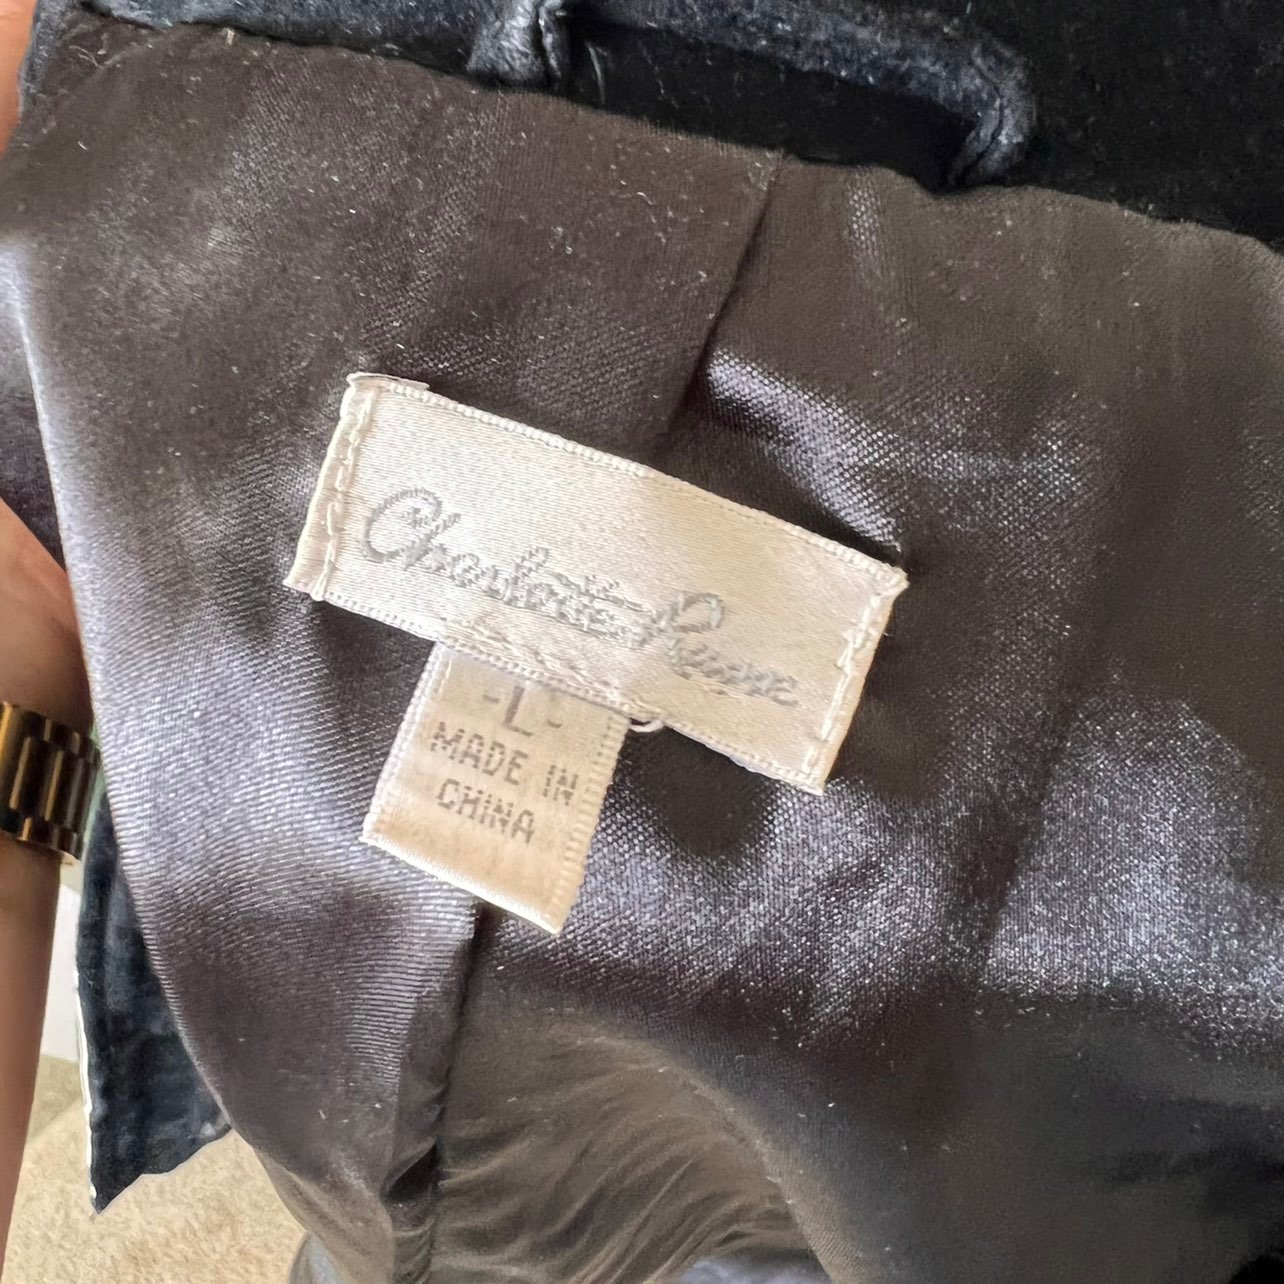 Charlotte Russe
- L -
MADE IN
CHINA